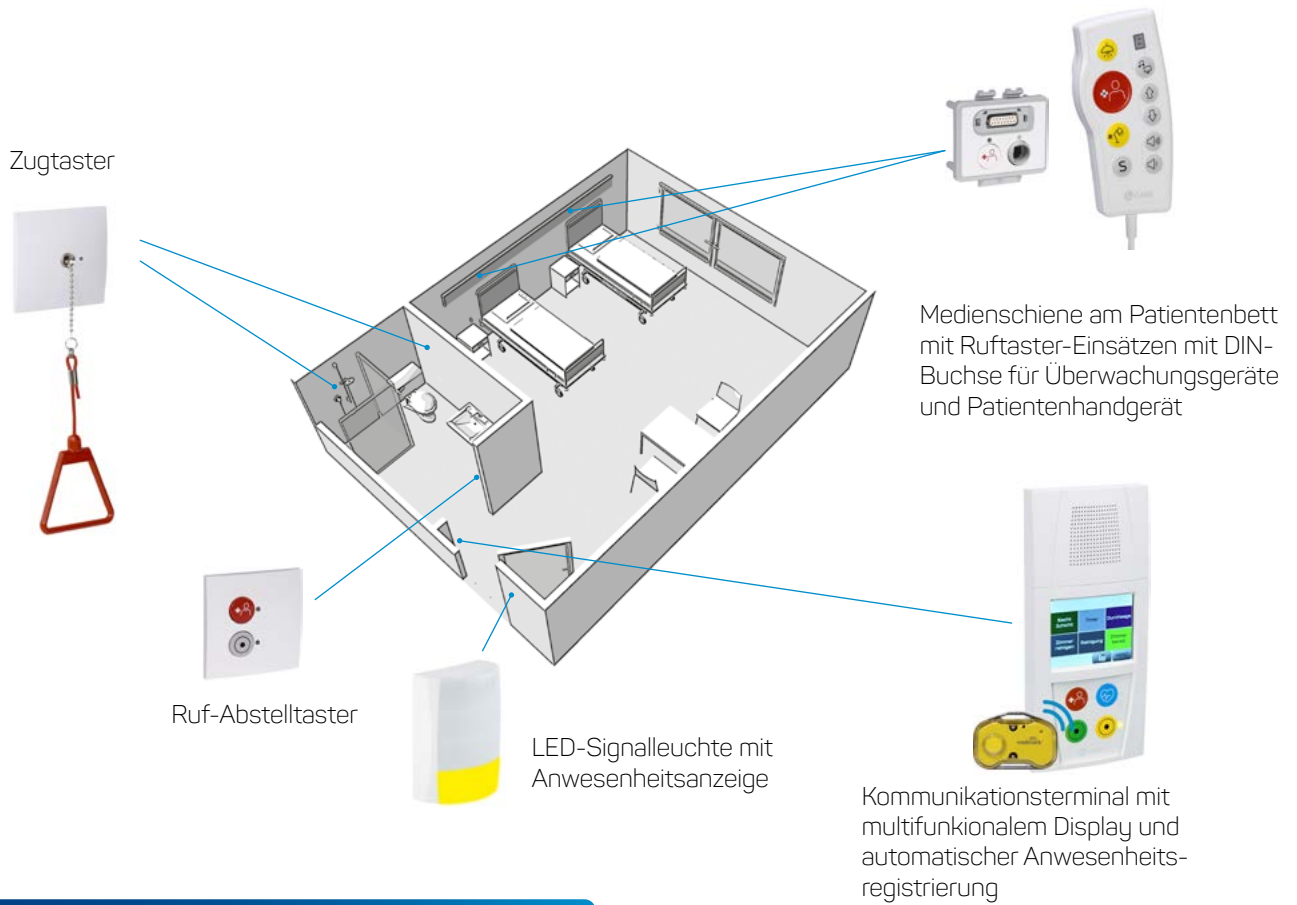 Zugtaster
Medienschiene am Patientenbett
mit Ruftaster-Einsätzen mit DIN-
Buchse für Überwachungsgeräte
und Patientenhandgerät
S
Ruf-Abstelltaster
LED-Signalleuchte mit
Anwesenheitsanzeige
Kommunikationsterminal mit
multifunkionalem Display und
automatischer Anwesenheits-
registrierung